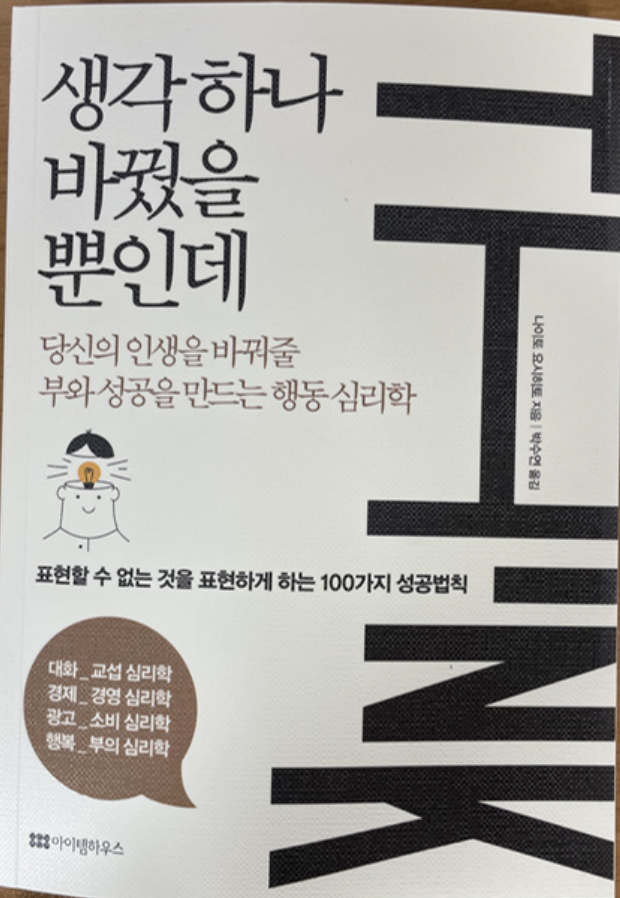 생각 하나
바꿨을
뿐인데
당신의 인생을 바꿔줄
부와 성공을 만드는 행동 심리학
THINK
나이토 요시히토 지음 | 박수연 옮김
표현할 수 없는 것을 표현하게 하는 100가지 성공법칙
대화_교섭 심리학
경제_경영 심리학
광고_소비 심리학
행복_부의 심리학
아이템하우스